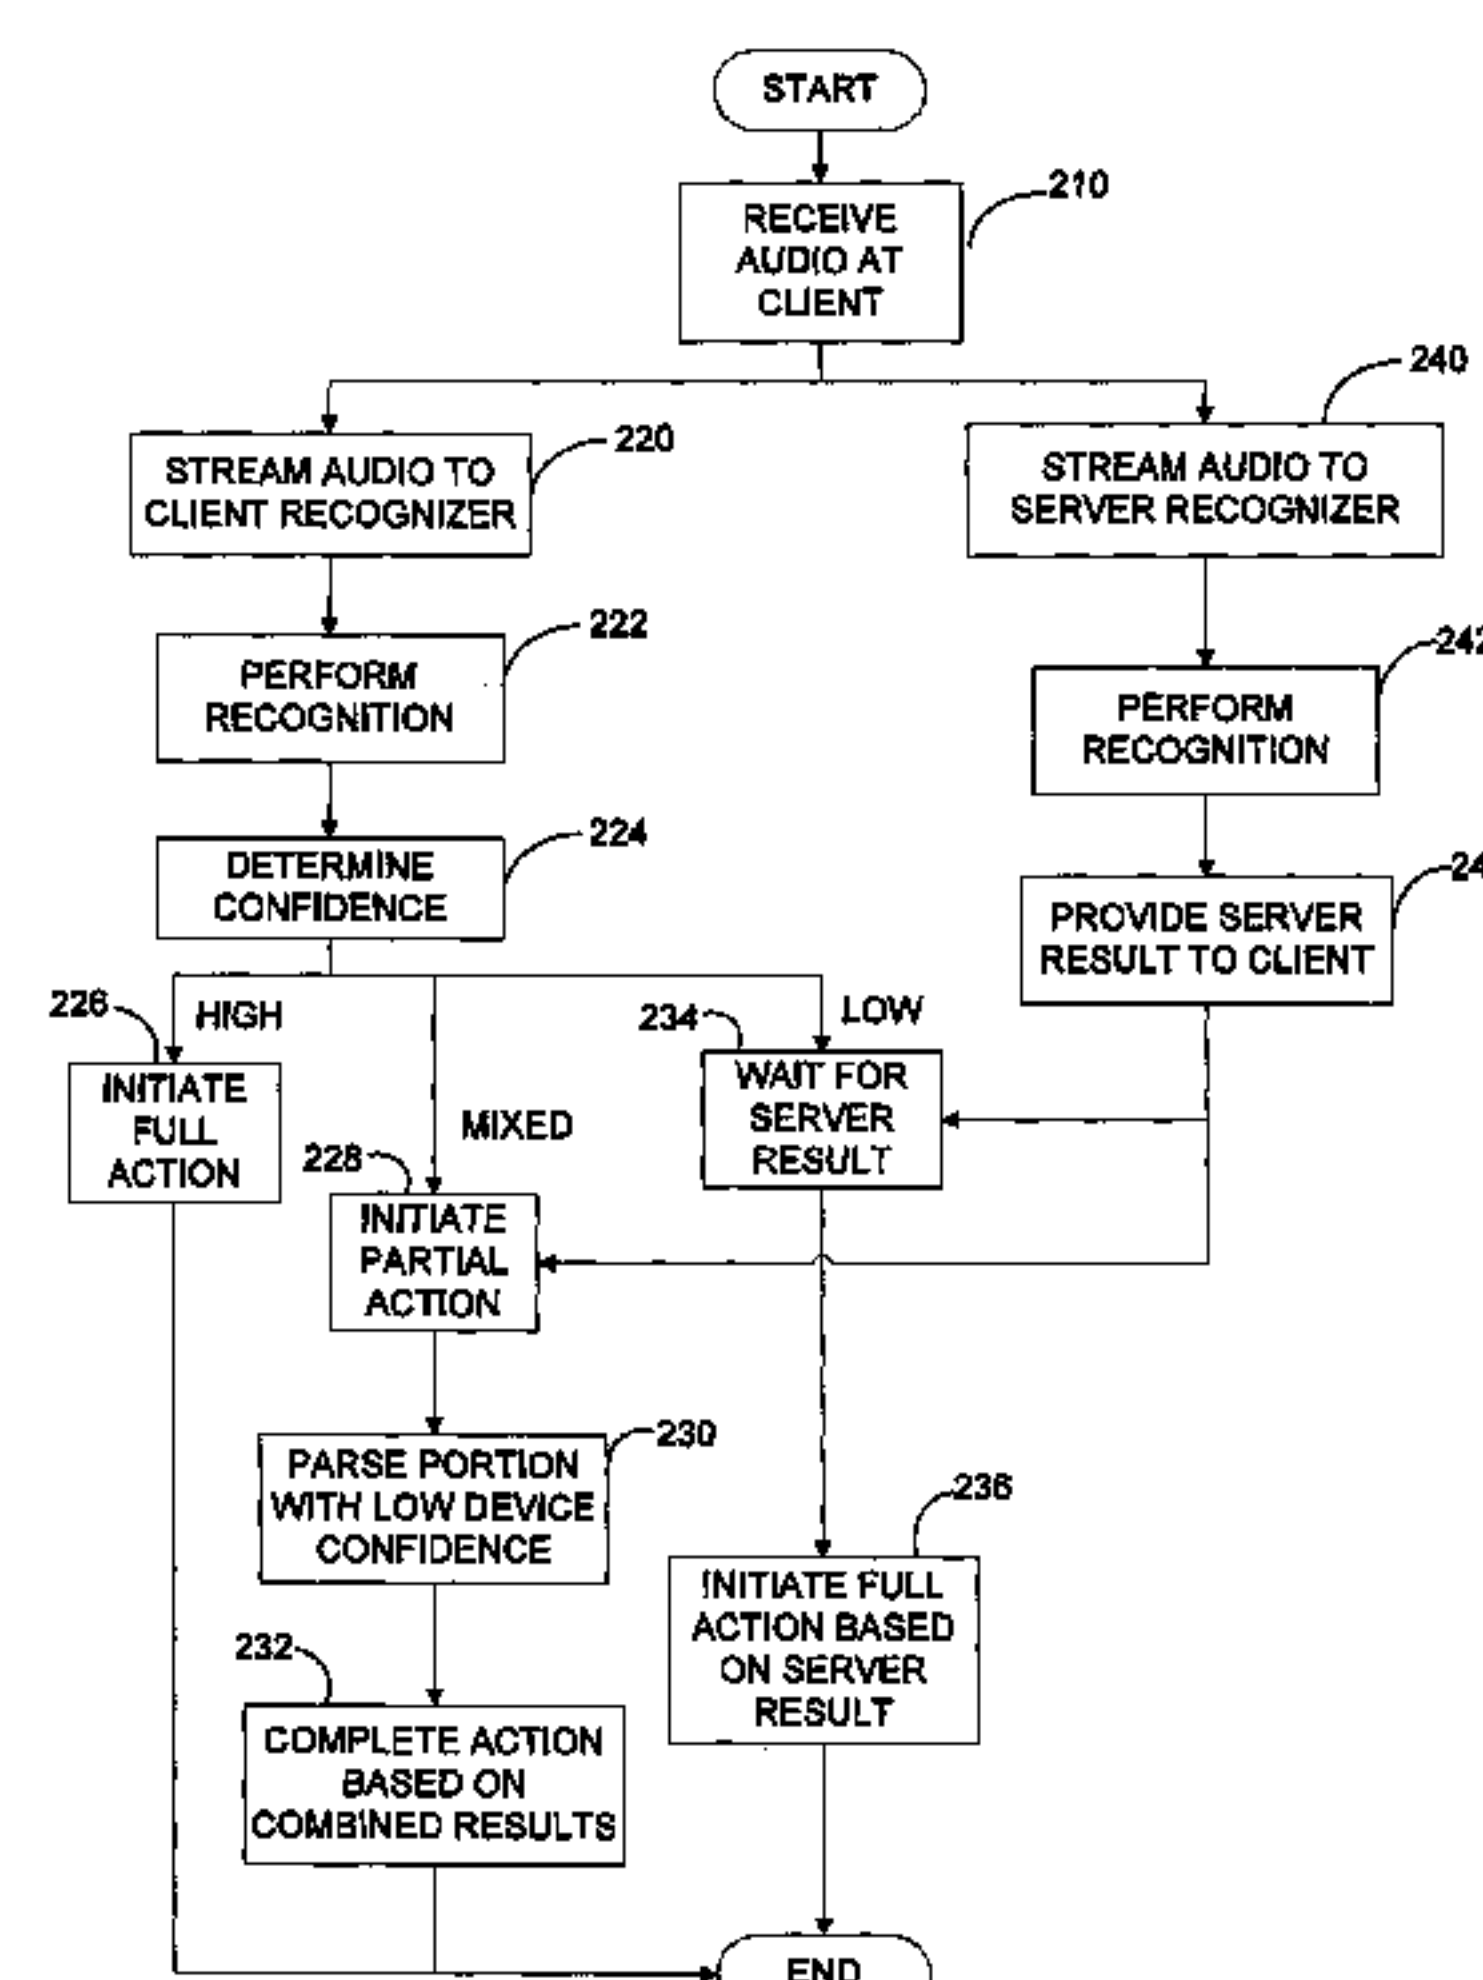 START
210
RECEIVE
AUDIO AT
CLIENT
240
220
STREAM AUDIO TO
CLIENT RECOGNIZER
STREAM AUDIO TO
SERVER RECOGNIZER
222
PERFORM
RECOGNITION
242
PERFORM
RECOGNITION
224
DETERMINE
CONFIDENCE
24
PROVIDE SERVER
RESULT TO CLIENT
226
HIGH
INITIATE
FULL
ACTION
MIXED
228
INITIATE
PARTIAL
ACTION
234
LOW
WAIT FOR
SERVER
RESULT
230
PARSE PORTION
WITH LOW DEVICE
CONFIDENCE
236
INITIATE FULL
ACTION BASED
ON SERVER
RESULT
232
COMPLETE ACTION
BASED ON
COMBINED RESULTS
END